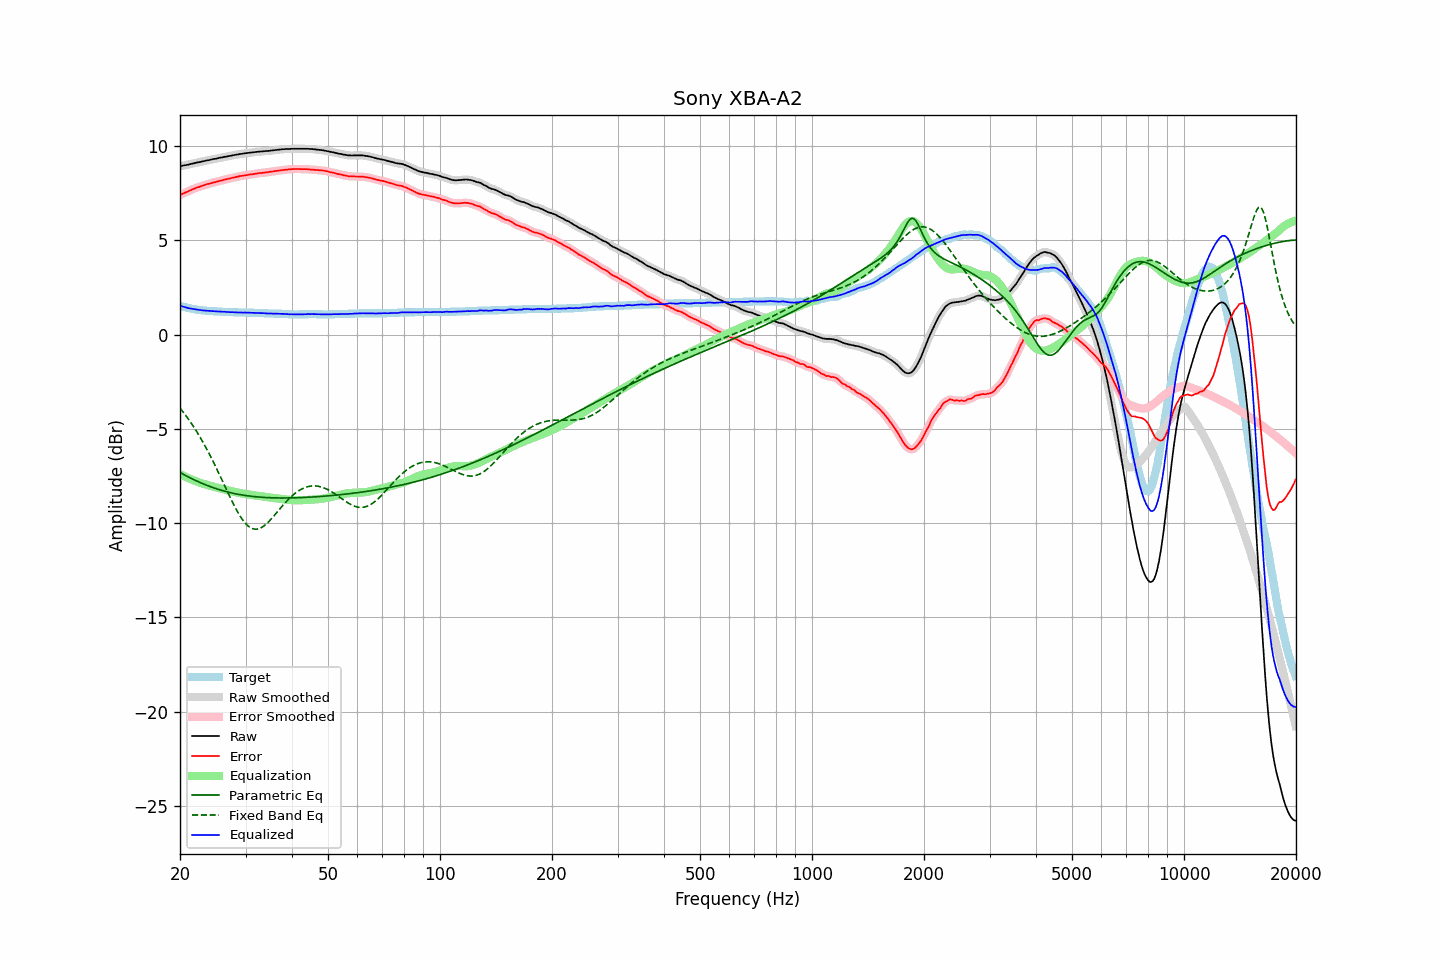 Sony XBA-A2
Amplitude (dBr)
10
5
0
−5
−10
−15
−20
−25
Target
Raw Smoothed
Error Smoothed
Raw
Error
Equalization
Parametric Eq
Fixed Band Eq
Equalized
20 50 100 200 500 1000 2000 5000 10000 20000
Frequency (Hz)